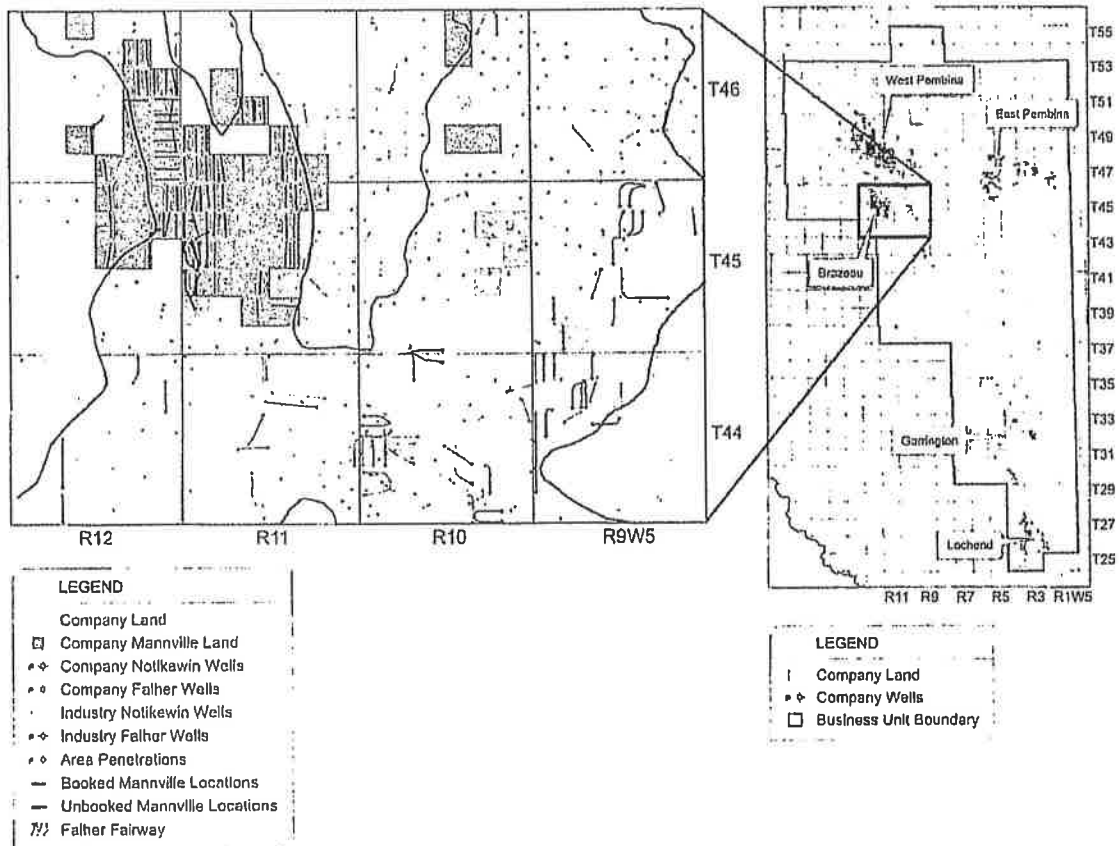 T46
T45
T44
R12
R11
R10
R9W5
LEGEND
Company Land
Company Mannville Land
Company Notikewin Wells
Company Falher Wells
Industry Notikewin Wells
Industry Falher Wells
Area Penetrations
Booked Mannville Locations
Unbooked Mannville Locations
Falher Fairway
West Pembina
East Pembina
Brazeau
Garrington
Lochend
T55
T53
T51
T49
T47
T45
T43
T41
T39
T37
T35
T33
T31
T29
T27
T25
R11
R9
R7
R5
R3
R1W5
LEGEND
Company Land
Company Wells
Business Unit Boundary